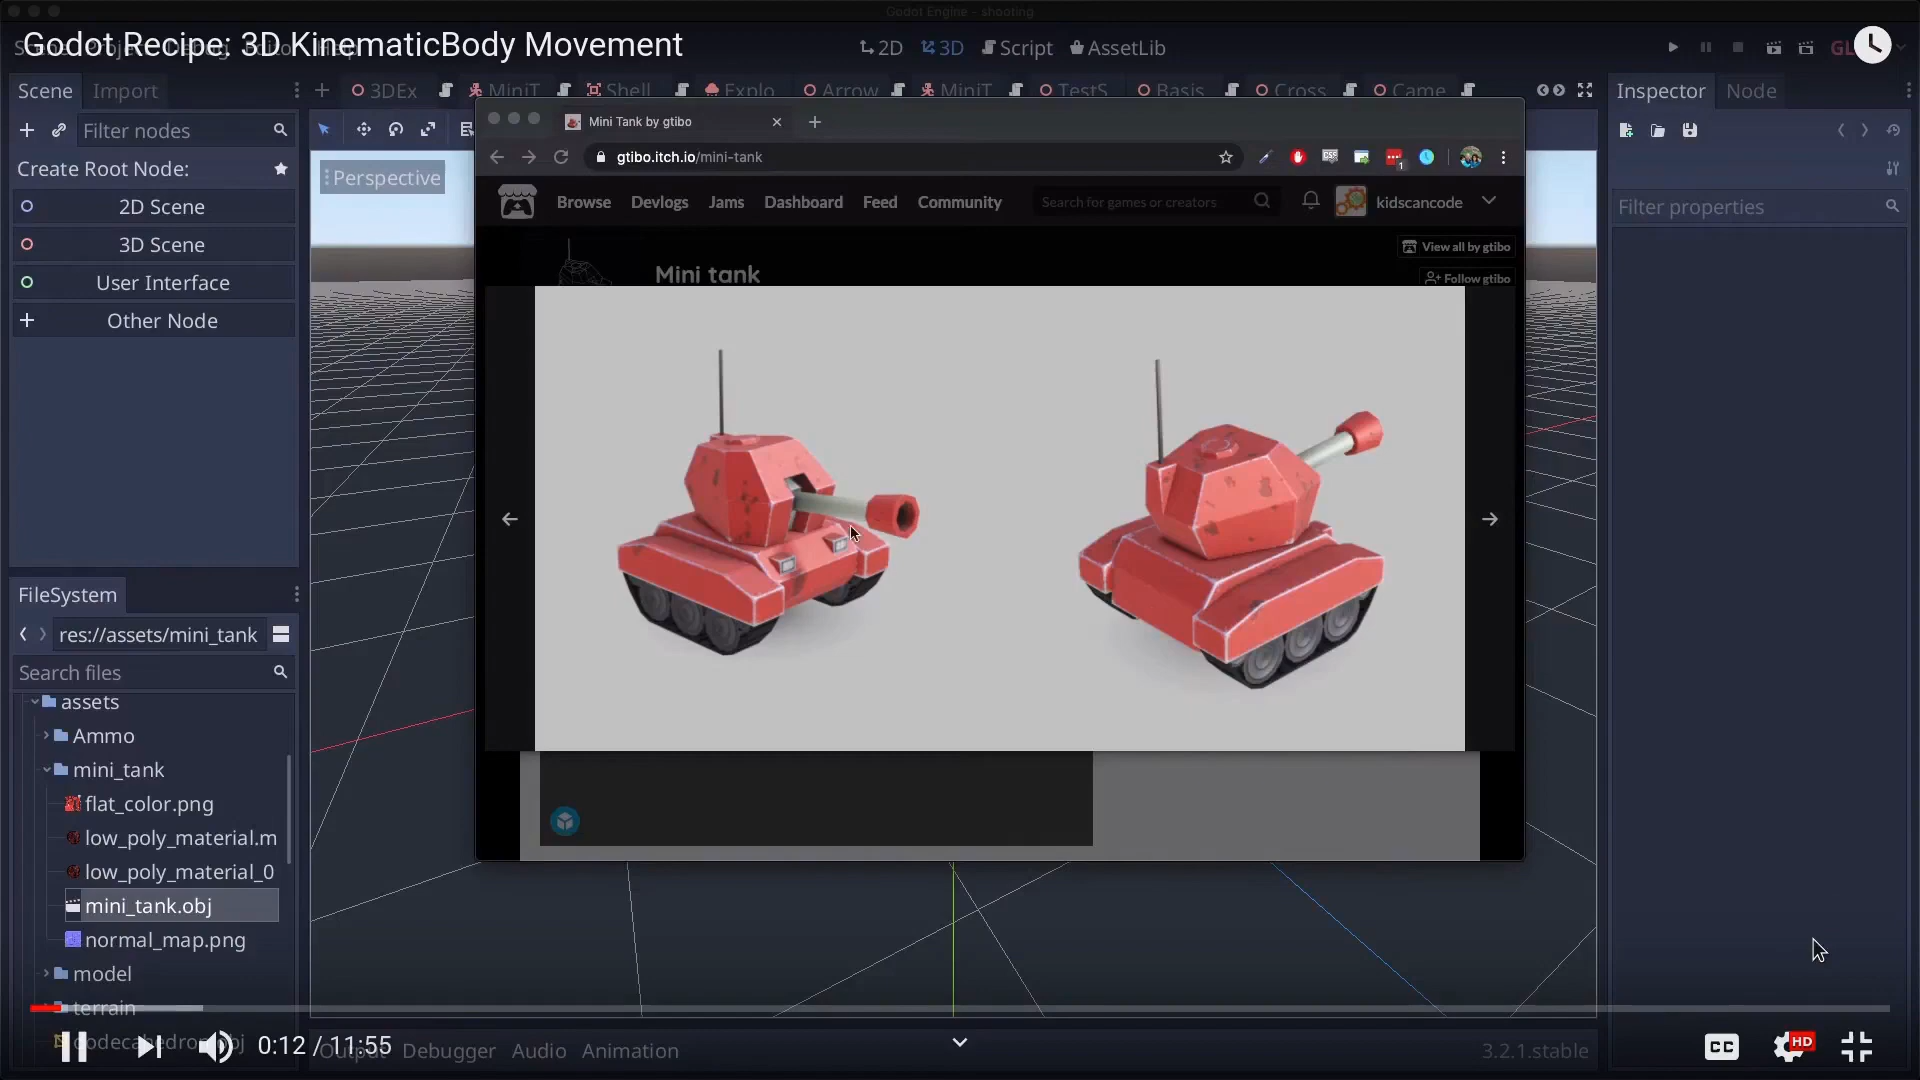 Godot Engine - shooting
Godot Recipe: 3D KinematicBody Movement
2D
3D
Script
AssetLib
Scene
Import
3DEx
MiniT
Shell
Explo
Arrow
MiniT
TestS
Basis
Cross
Came
Inspector
Node
Filter nodes
Create Root Node:
2D Scene
3D Scene
User Interface
Other Node
Perspective
Mini Tank by gtibo
gtibo.itch.io/mini-tank
CSS
1
Browse
Devlogs
Jams
Dashboard
Feed
Community
Search for games or creators
kidscancode
View all by gtibo
Mini tank
Follow gtibo
Filter properties
FileSystem
res://assets/mini_tank
Search files
assets
Ammo
mini_tank
flat_color.png
low_poly_material.m
low_poly_material_0
mini_tank.obj
normal_map.png
model
terrain
dodecahedron.obj
0:12 / 11:55
Output
Debugger
Audio
Animation
3.2.1.stable
CC
HD